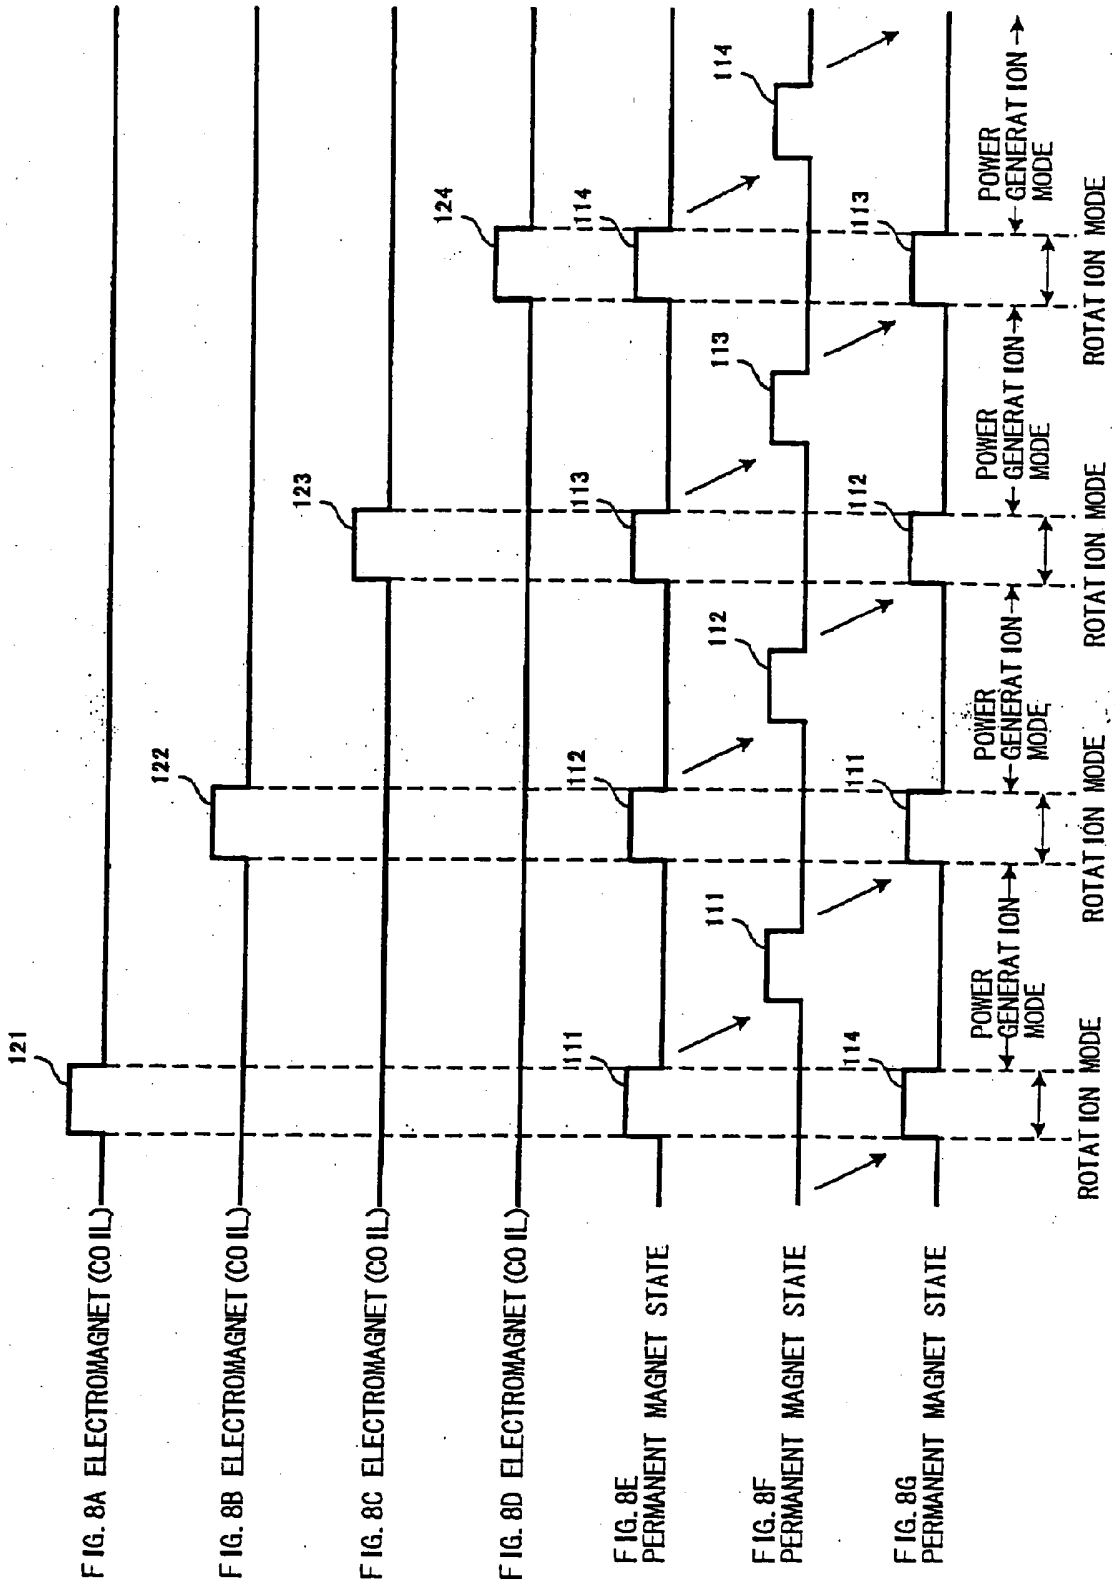 FIG. 8A ELECTROMAGNET (COIL)
121
FIG. 8B ELECTROMAGNET (COIL)
122
FIG. 8C ELECTROMAGNET (COIL)
123
FIG. 8D ELECTROMAGNET (COIL)
124
FIG. 8E
PERMANENT MAGNET STATE
111
112
113
114
FIG. 8F
PERMANENT MAGNET STATE
111
112
113
114
FIG. 8G
PERMANENT MAGNET STATE
114
111
112
113
POWER
GENERATION
MODE
POWER
GENERATION
MODE
POWER
GENERATION
MODE
POWER
GENERATION
MODE
ROTATION MODE
ROTATION MODE
ROTATION MODE
ROTATION MODE